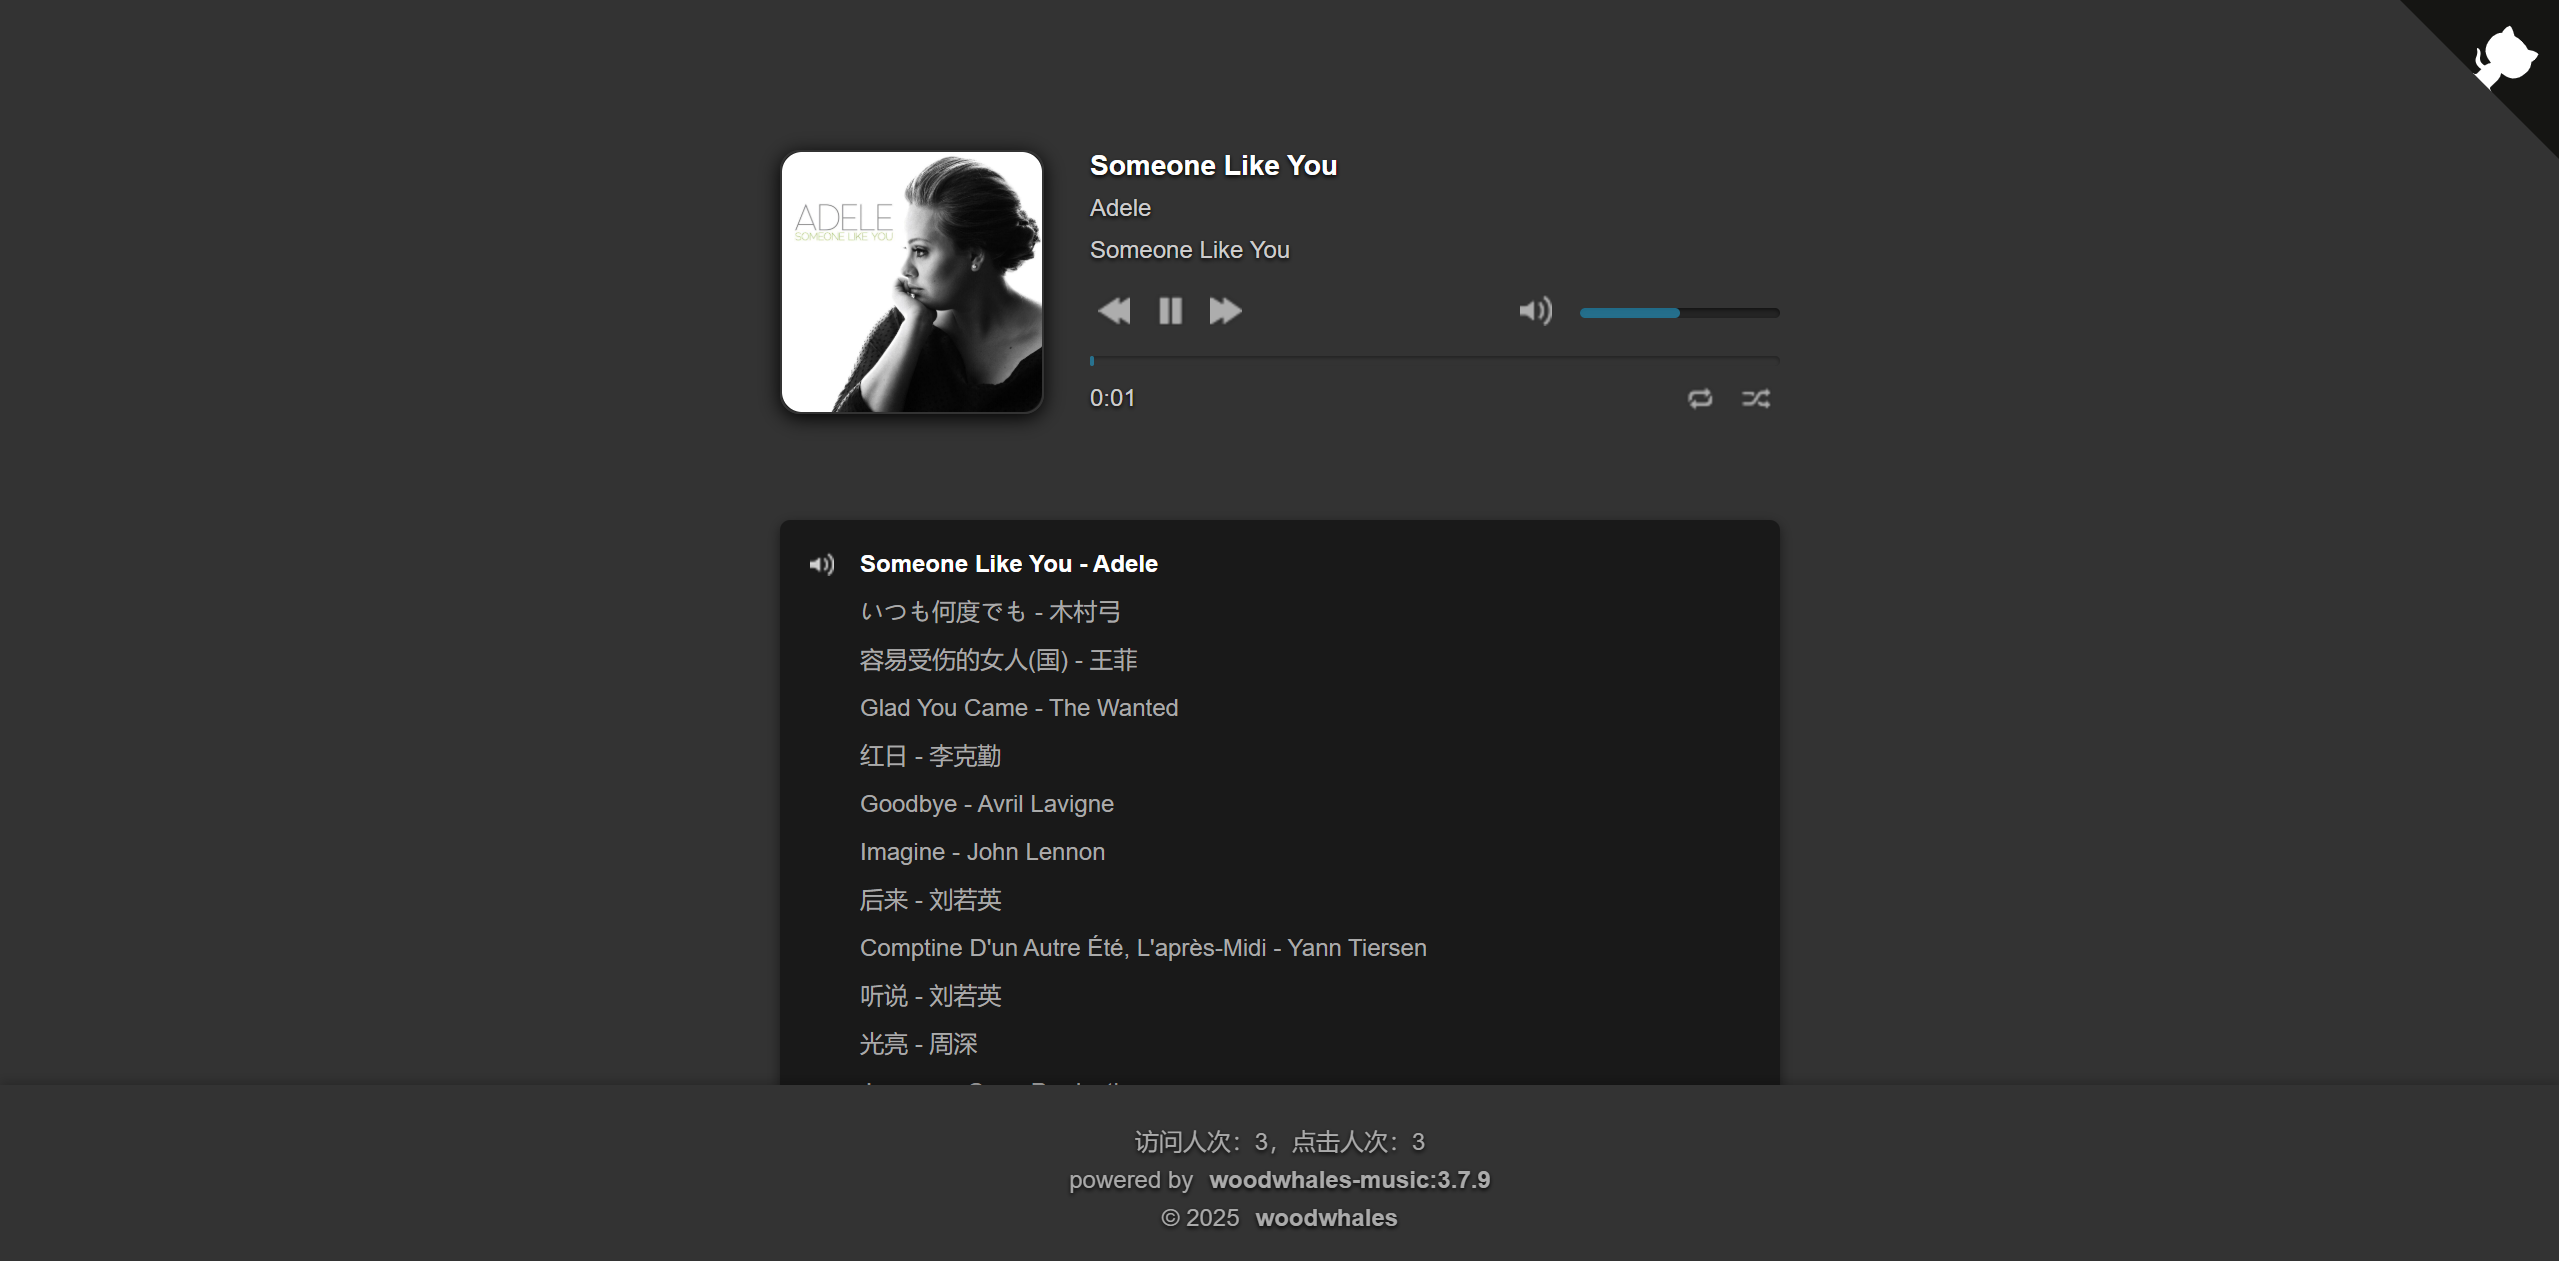 ADELE
SOMEONE LIKE YOU
Someone Like You
Adele
Someone Like You
0:01
Someone Like You - Adele
いつも何度でも - 木村弓
容易受伤的女人(国) - 王菲
Glad You Came - The Wanted
红日 - 李克勤
Goodbye - Avril Lavigne
Imagine - John Lennon
后来 - 刘若英
Comptine D'un Autre Été, L'après-Midi - Yann Tiersen
听说 - 刘若英
光亮 - 周深
访问人次：3，点击人次：3
powered by woodwhales-music:3.7.9
© 2025 woodwhales